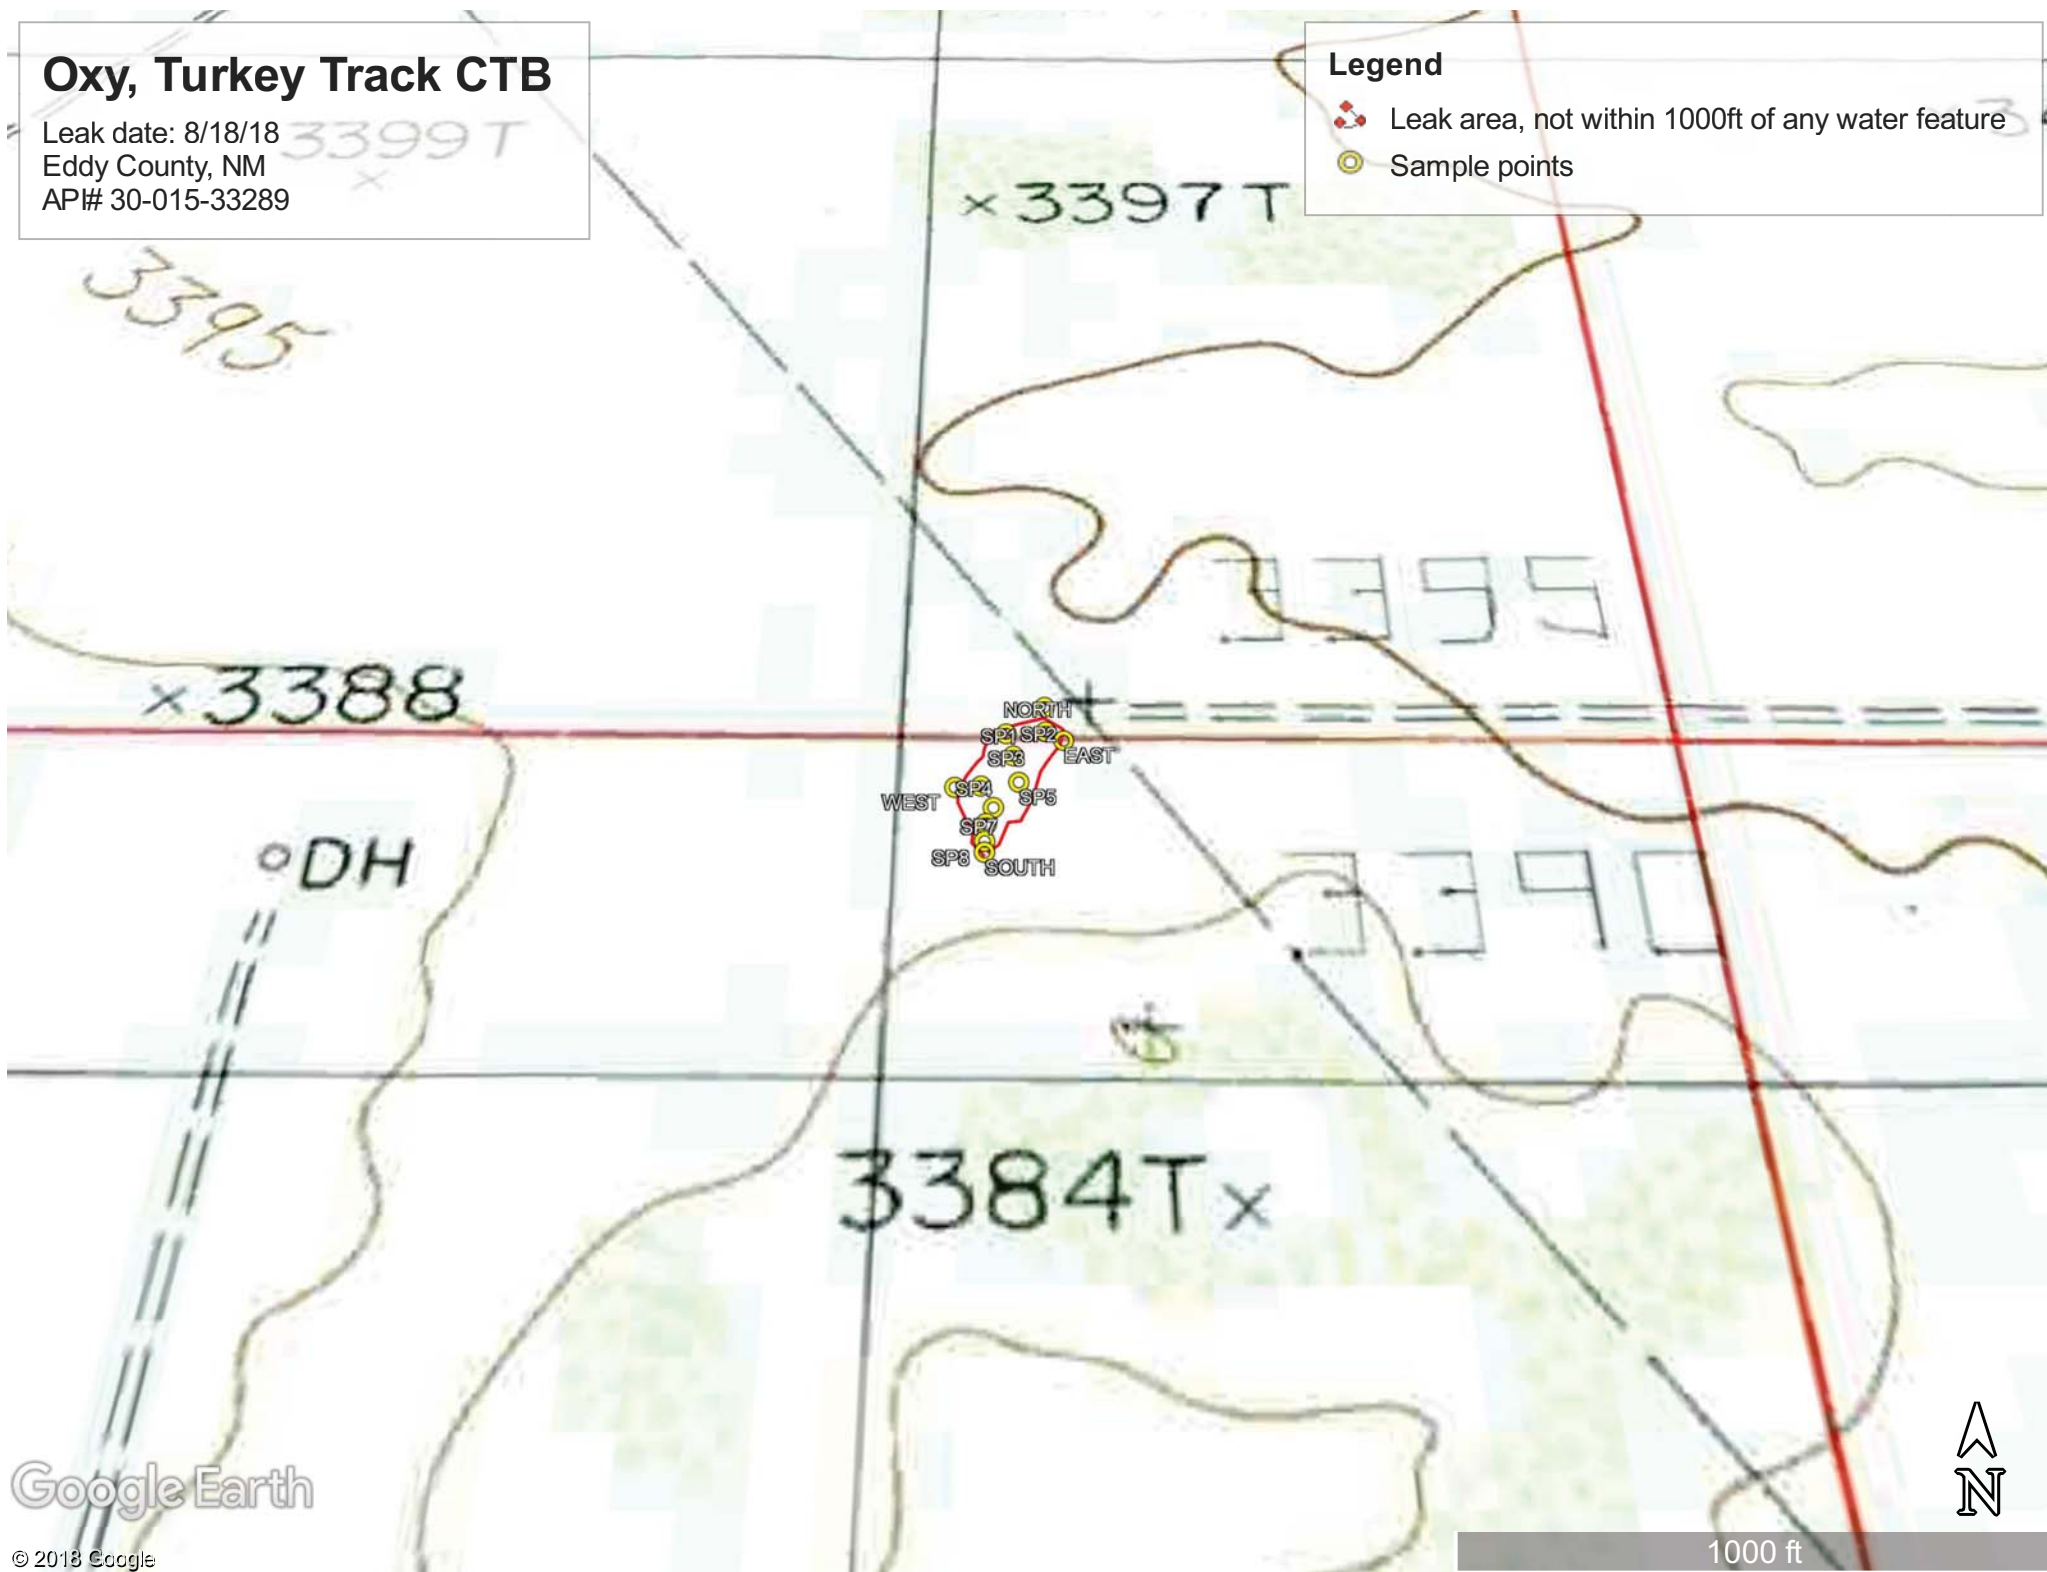 Oxy, Turkey Track CTB
Leak date: 8/18/18
Eddy County, NM
API# 30-015-33289
3399 T
Legend
Leak area, not within 1000ft of any water feature
Sample points
×3397 T
3395
3395
×3388
NORTH
SP1 SP2
EAST
SP3
SP4
WEST
SP5
SP7
SP8
SOUTH
DH
3390
3384T×
N
Google Earth
1000 ft
© 2018 Google